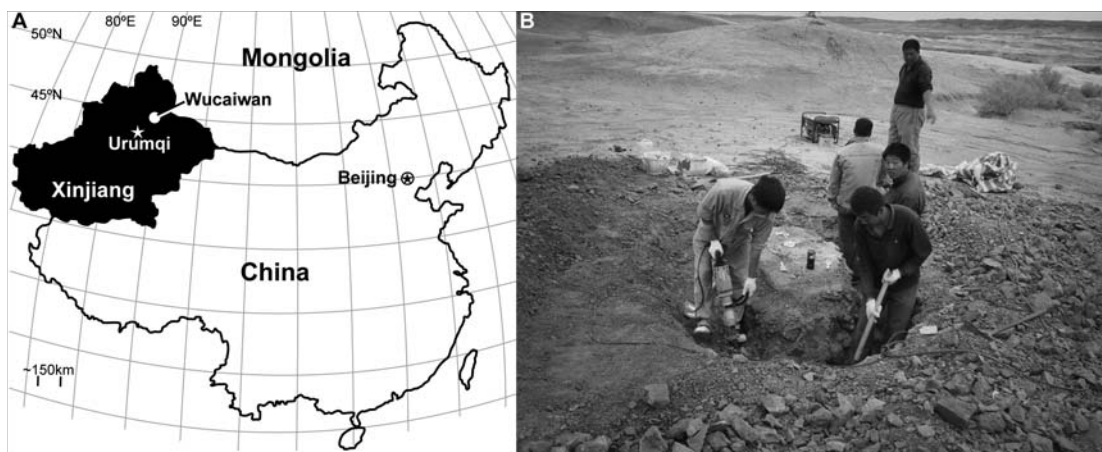 A
80ºE
90ºE
50ºN
45ºN
Mongolia
Wucaiwan
Urumqi
Xinjiang
Beijing
China
~150km
B